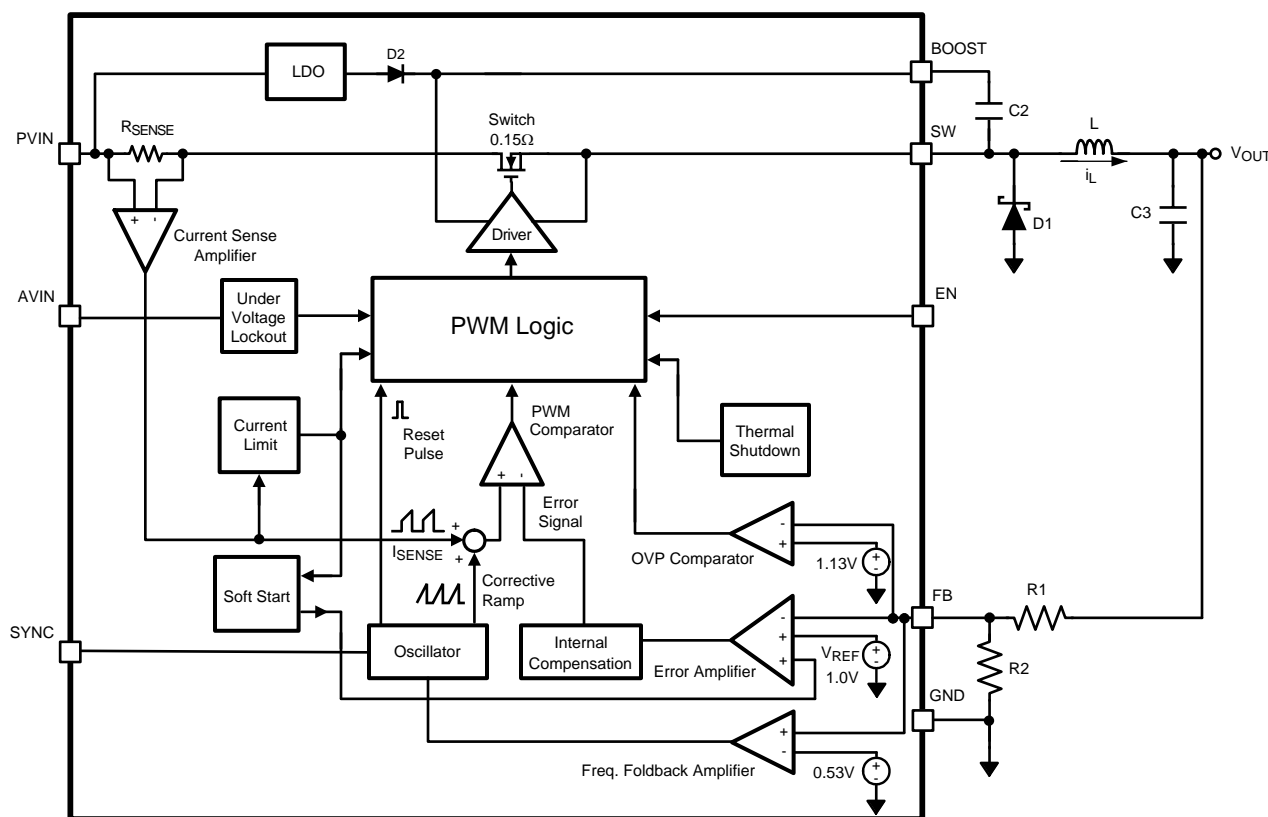 BOOST
D2
LDO
C2
PVIN
RSENSE
Switch
0.15Ω
SW
L
VOUT
iL
+ -
Driver
D1
C3
Current Sense
Amplifier
AVIN
Under
Voltage
Lockout
PWM Logic
EN
Current
Limit
Reset
Pulse
PWM
Comparator
Thermal
Shutdown
+ -
Error
Signal
ISENSE
+
+
-
+
OVP Comparator
1.13V
+
-
Soft Start
Corrective
Ramp
FB
R1
SYNC
Oscillator
Internal
Compensation
-
+
+
Error Amplifier
VREF
1.0V
+
-
R2
GND
+
-
Freq. Foldback Amplifier
0.53V
+
-